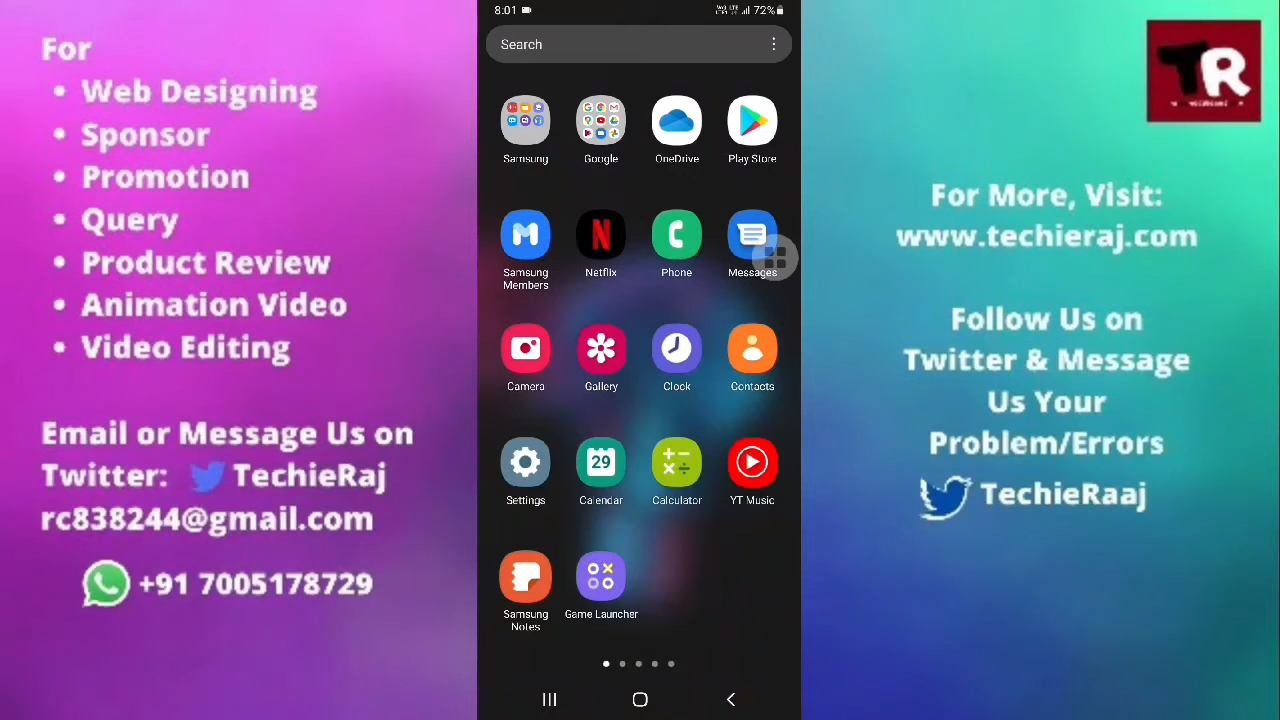 For
• Web Designing
• Sponsor
• Promotion
• Query
• Product Review
• Animation Video
• Video Editing
Email or Message Us on
Twitter: TechieRaj
rc838244@gmail.com
+91 7005178729
8:01
72%
Search
Samsung
Google
OneDrive
Play Store
Samsung Members
Netflix
Phone
Messages
Camera
Gallery
Clock
Contacts
Settings
29
Calendar
Calculator
YT Music
Samsung Notes
Game Launcher
TR
For More, Visit:
www.techieraj.com
Follow Us on
Twitter & Message
Us Your
Problem/Errors
TechieRaaj